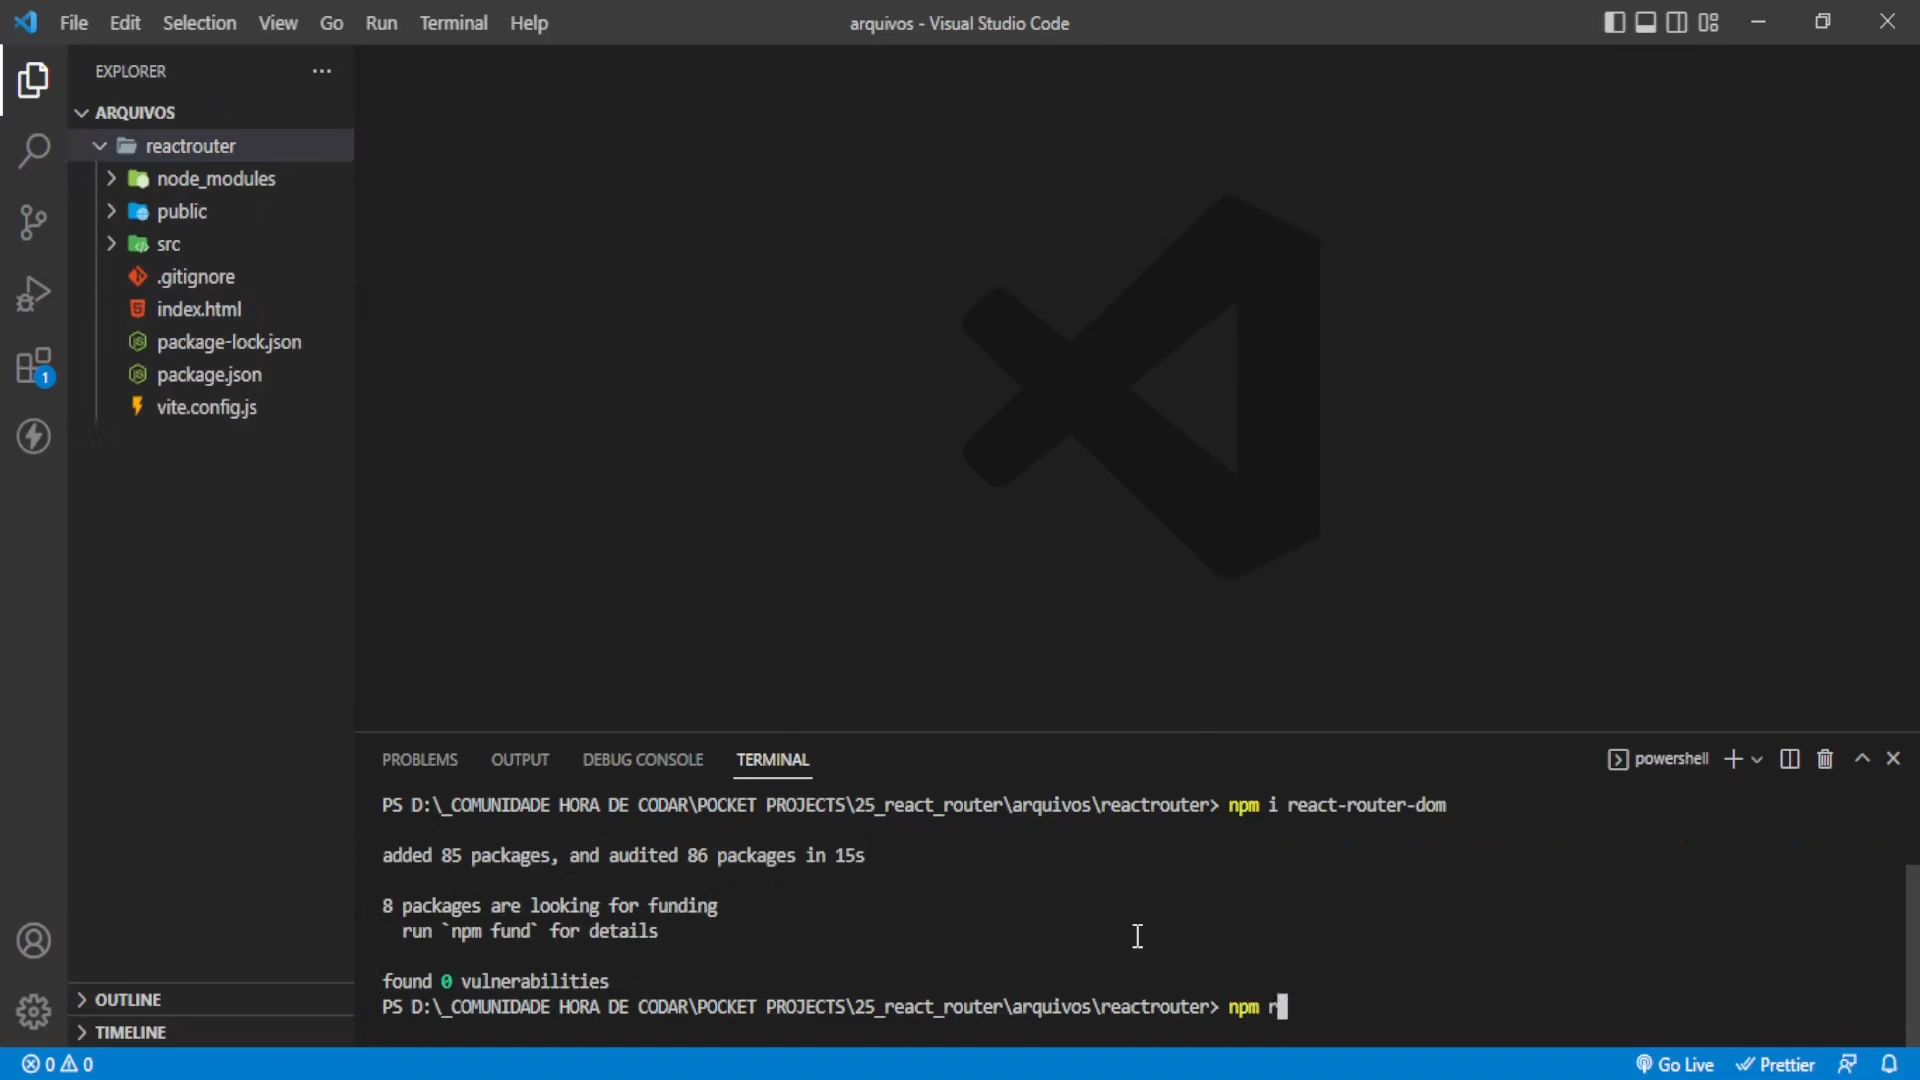 File Edit Selection View Go Run Terminal Help
arquivos - Visual Studio Code
EXPLORER
ARQUIVOS
reactrouter
node_modules
public
src
.gitignore
index.html
package-lock.json
package.json
vite.config.js
1
OUTLINE
TIMELINE
PROBLEMS OUTPUT DEBUG CONSOLE TERMINAL
powershell
PS D:\_COMUNIDADE HORA DE CODAR\POCKET PROJECTS\25_react_router\arquivos\reactrouter> npm i react-router-dom
added 85 packages, and audited 86 packages in 15s
8 packages are looking for funding
run `npm fund` for details
found 0 vulnerabilities
PS D:\_COMUNIDADE HORA DE CODAR\POCKET PROJECTS\25_react_router\arquivos\reactrouter> npm r
0 0
Go Live Prettier